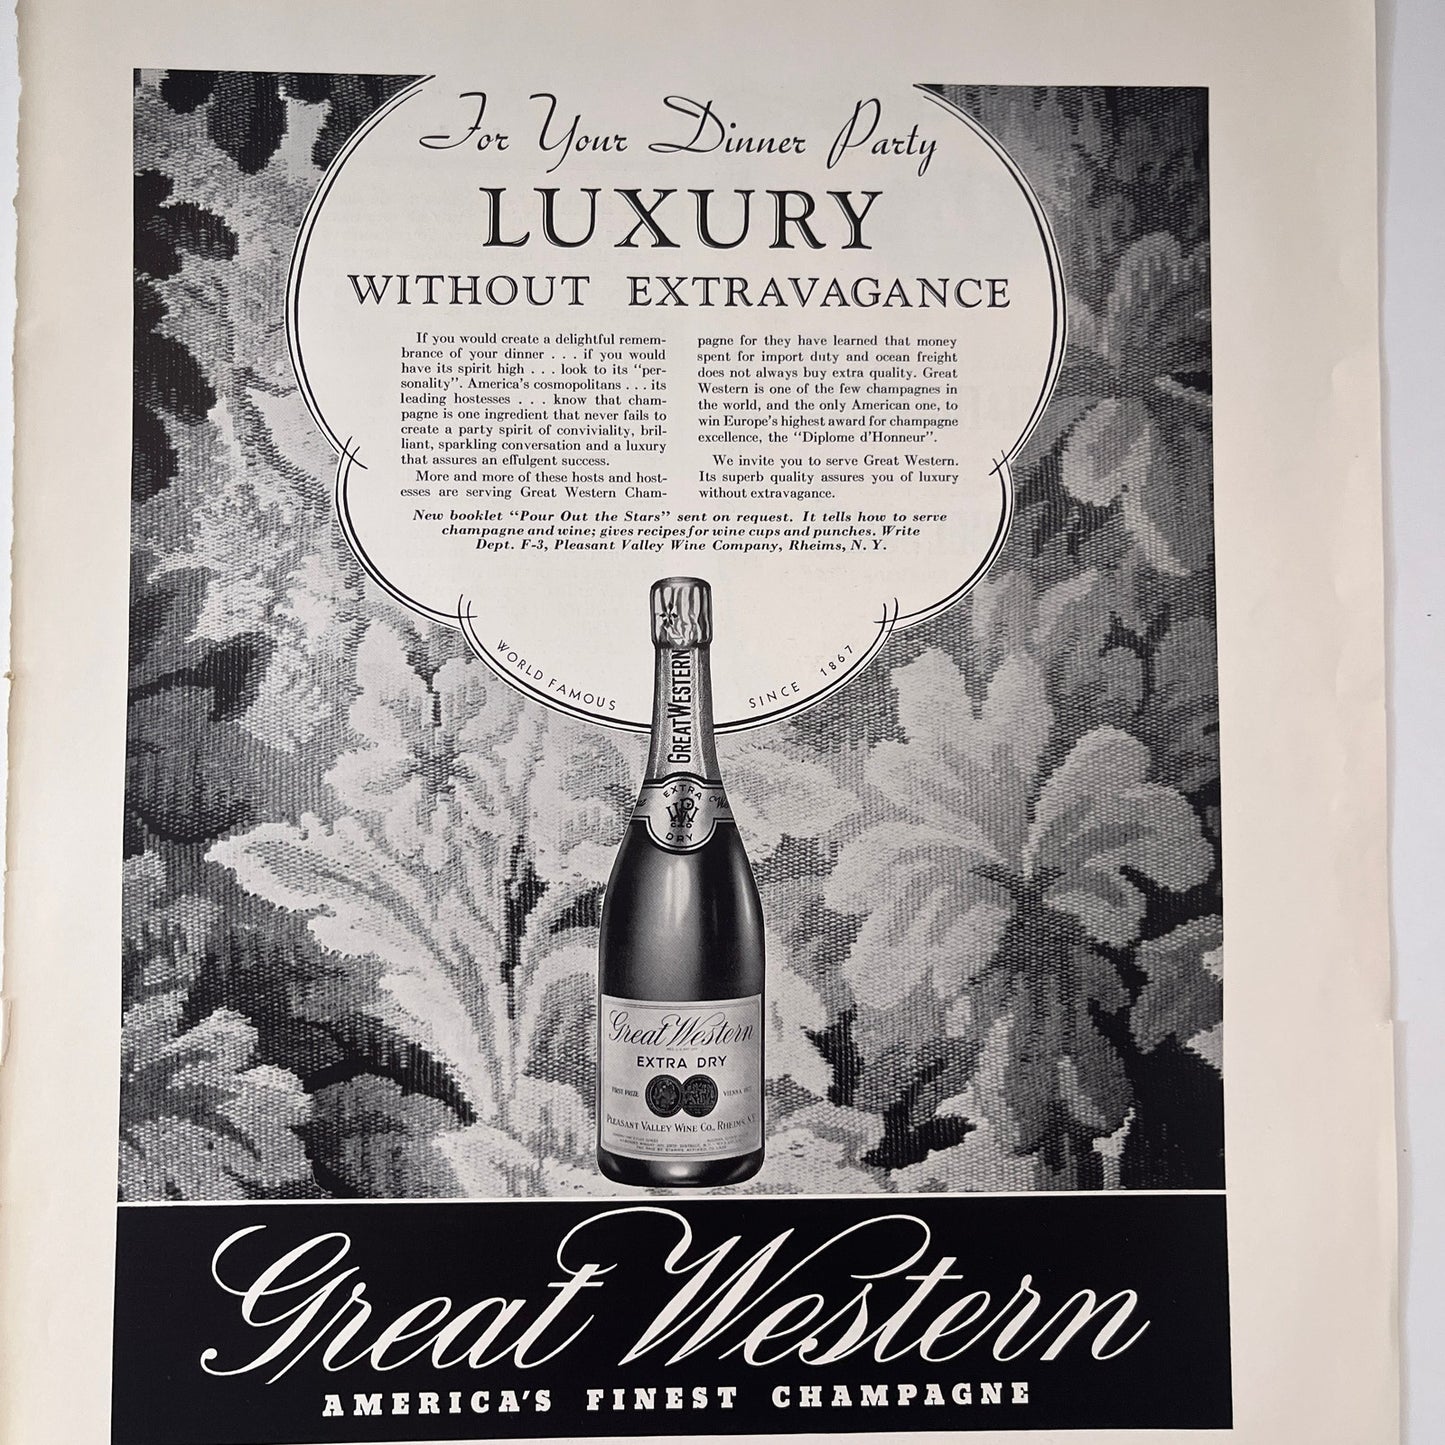 For Your Dinner Party
LUXURY
WITHOUT EXTRAVAGANCE
If you would create a delightful remem-
brance of your dinner . . . if you would
have its spirit high . . . look to its "per-
sonality". America's cosmopolitans . . . its
leading hostesses . . . know that cham-
pagne is one ingredient that never fails to
create a party spirit of conviviality, bril-
liant, sparkling conversation and a luxury
that assures an effulgent success.
More and more of these hosts and host-
esses are serving Great Western Cham-
pagne for they have learned that money
spent for import duty and ocean freight
does not always buy extra quality. Great
Western is one of the few champagnes in
the world, and the only American one, to
win Europe's highest award for champagne
excellence, the "Diplome d'Honneur".
We invite you to serve Great Western.
Its superb quality assures you of luxury
without extravagance.
New booklet "Pour Out the Stars" sent on request. It tells how to serve
champagne and wine; gives recipes for wine cups and punches. Write
Dept. F-3, Pleasant Valley Wine Company, Rheims, N. Y.
WORLD FAMOUS
SINCE 1867
GREAT WESTERN
EXTRA
DRY
Great Western
EXTRA DRY
FIRST PRIZE
VIENNA
PLEASANT VALLEY WINE CO., RHEIMS, N.Y.
Great Western
AMERICA'S FINEST CHAMPAGNE